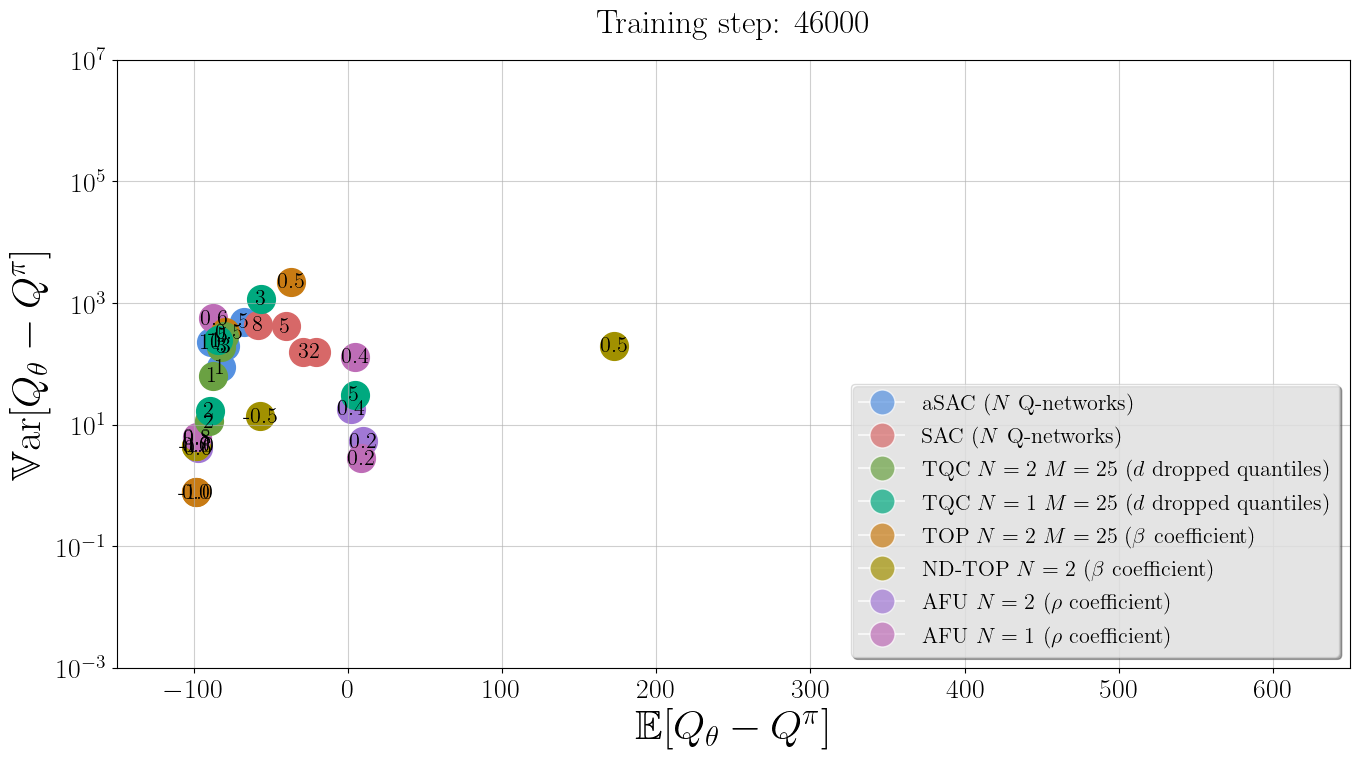 Training step: 46000
10^7
10^5
10^3
10^1
10^−1
10^−3
𝕍ar[Q_θ − Q^π]
0.5
3
0.6
5
8
5
3
2
0.4
0.5
1
1
5
0.4
-0.5
2
2
0.2
0.2
0.8
-1.0
aSAC (N Q-networks)
SAC (N Q-networks)
TQC N = 2 M = 25 (d dropped quantiles)
TQC N = 1 M = 25 (d dropped quantiles)
TOP N = 2 M = 25 (β coefficient)
ND-TOP N = 2 (β coefficient)
AFU N = 2 (ρ coefficient)
AFU N = 1 (ρ coefficient)
−100 0 100 200 300 400 500 600
𝔼[Q_θ − Q^π]